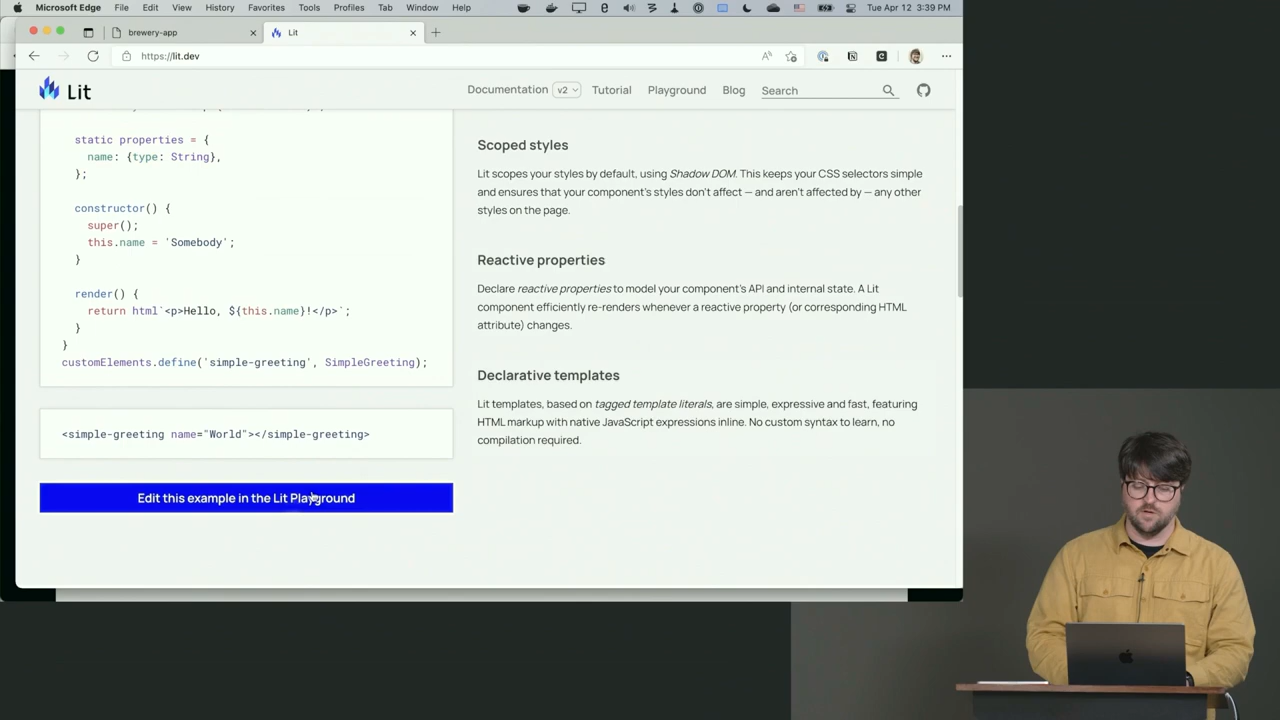 Microsoft Edge File Edit View History Favorites Tools Profiles Tab Window Help Tue Apr 12 3:39 PM
brewery-app
Lit
https://lit.dev
Lit
Documentation v2 Tutorial Playground Blog Search
static properties = {
name: {type: String},
};
constructor() {
super();
this.name = 'Somebody';
}
render() {
return html`<p>Hello, ${this.name}!</p>`;
}
}
customElements.define('simple-greeting', SimpleGreeting);
<simple-greeting name="World"></simple-greeting>
Edit this example in the Lit Playground
Scoped styles
Lit scopes your styles by default, using Shadow DOM. This keeps your CSS selectors simple
and ensures that your component's styles don't affect — and aren't affected by — any other
styles on the page.
Reactive properties
Declare reactive properties to model your component's API and internal state. A Lit
component efficiently re-renders whenever a reactive property (or corresponding HTML
attribute) changes.
Declarative templates
Lit templates, based on tagged template literals, are simple, expressive and fast, featuring
HTML markup with native JavaScript expressions inline. No custom syntax to learn, no
compilation required.